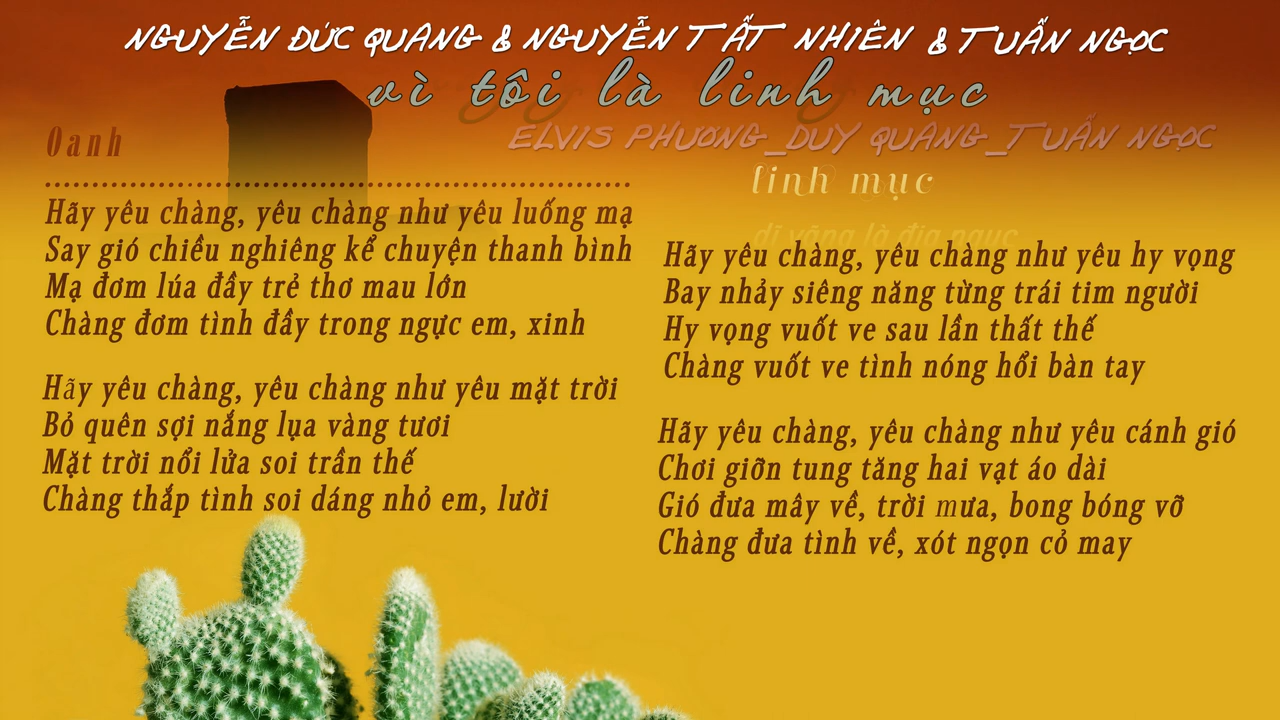 NGUYỄN ĐỨC QUANG & NGUYỄN TẤT NHIÊN & TUẤN NGỌC
vì tôi là linh mục
ELVIS PHƯƠNG_DUY QUANG_TUẤN NGỌC
Oanh
................................................................
Hãy yêu chàng, yêu chàng như yêu luống mạ
Say gió chiều nghiêng kể chuyện thanh bình
Mạ đơm lúa đầy trẻ thơ mau lớn
Chàng đơm tình đầy trong ngực em, xinh
Hãy yêu chàng, yêu chàng như yêu mặt trời
Bỏ quên sợi nắng lụa vàng tươi
Mặt trời nổi lửa soi trần thế
Chàng thắp tình soi dáng nhỏ em, lười
linh mục
dĩ vãng là địa ngục
Hãy yêu chàng, yêu chàng như yêu hy vọng
Bay nhảy siêng năng từng trái tim người
Hy vọng vuốt ve sau lần thất thế
Chàng vuốt ve tình nóng hổi bàn tay
Hãy yêu chàng, yêu chàng như yêu cánh gió
Chơi giỡn tung tăng hai vạt áo dài
Gió đưa mây về, trời mưa, bong bóng vỡ
Chàng đưa tình về, xót ngọn cỏ may